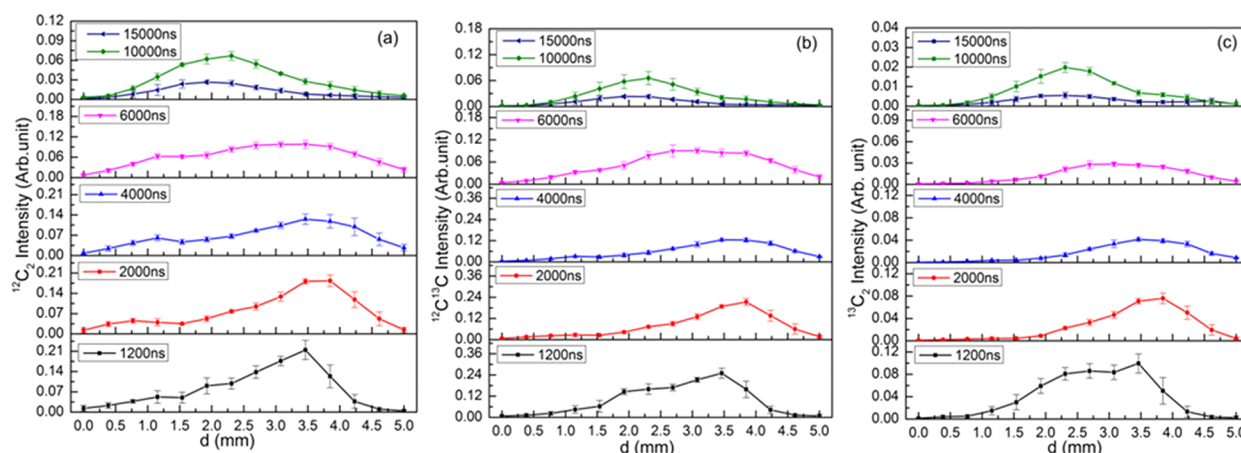 0.12
(a)
15000ns
10000ns
0.09
0.06
0.03
0.00
0.18
6000ns
0.12
0.06
0.00
0.21
4000ns
0.14
0.07
0.00
0.21
2000ns
0.14
0.07
0.00
0.21
1200ns
0.14
0.07
0.00
0.0 0.5 1.0 1.5 2.0 2.5 3.0 3.5 4.0 4.5 5.0
d (mm)
¹²C₂ Intensity (Arb.unit)
0.18
(b)
15000ns
10000ns
0.12
0.06
0.00
0.18
6000ns
0.12
0.06
0.00
0.36
4000ns
0.24
0.12
0.00
0.36
2000ns
0.24
0.12
0.00
0.36
1200ns
0.24
0.12
0.00
0.0 0.5 1.0 1.5 2.0 2.5 3.0 3.5 4.0 4.5 5.0
d (mm)
¹²C¹³C Intensity (Arb.unit)
0.04
(c)
15000ns
10000ns
0.03
0.02
0.01
0.00
0.09
6000ns
0.06
0.03
0.00
0.12
4000ns
0.08
0.04
0.00
0.12
2000ns
0.08
0.04
0.00
0.12
1200ns
0.08
0.04
0.00
0.0 0.5 1.0 1.5 2.0 2.5 3.0 3.5 4.0 4.5 5.0
d (mm)
¹³C₂ Intensity (Arb. unit)